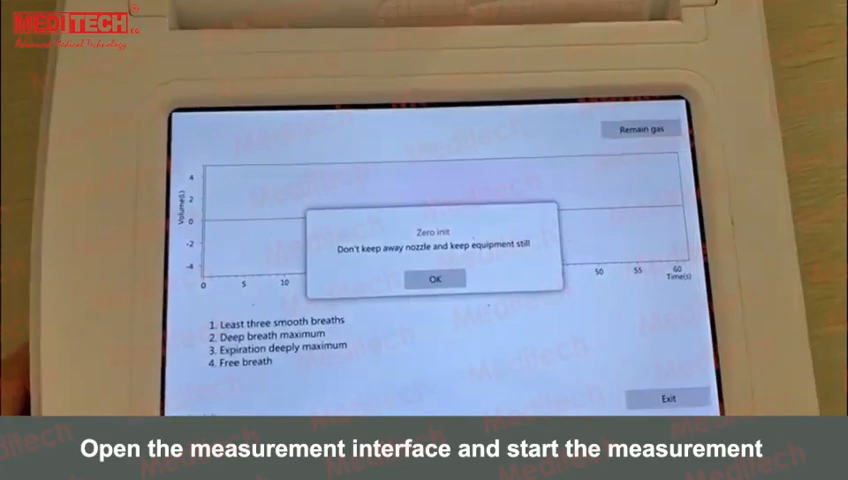 MEDITECH
EG
Advanced Medical Technology
Remain gas
Volume(L)
4
2
0
-2
-4
0
5
10
50
55
60
Time(s)
Zero init
Don't keep away nozzle and keep equipment still
OK
1. Least three smooth breaths
2. Deep breath maximum
3. Expiration deeply maximum
4. Free breath
Exit
Open the measurement interface and start the measurement